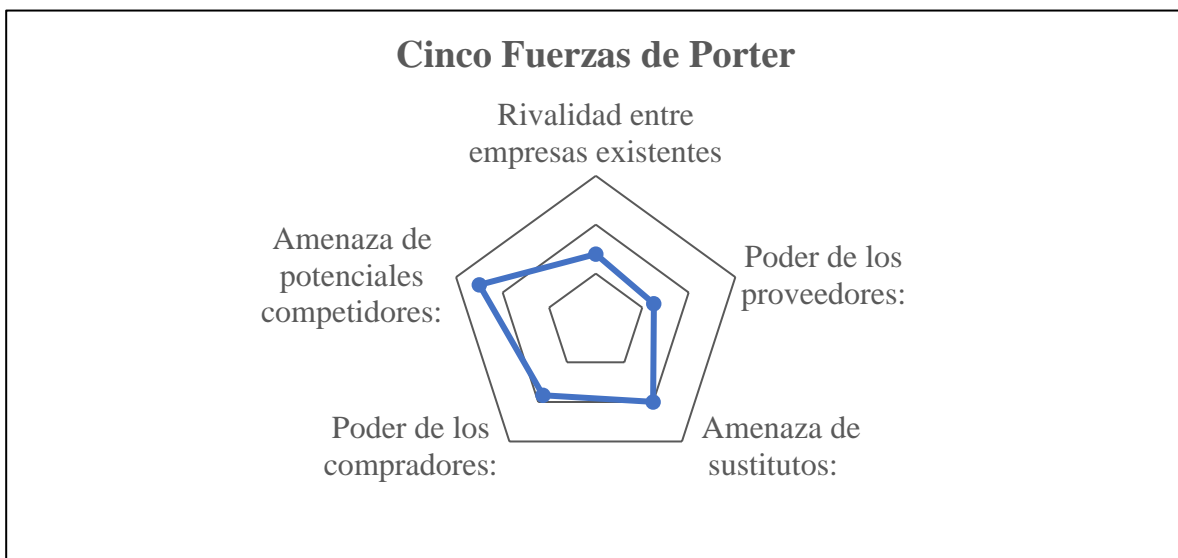 Cinco Fuerzas de Porter
Rivalidad entre
empresas existentes
Poder de los
proveedores:
Amenaza de
sustitutos:
Poder de los
compradores:
Amenaza de
potenciales
competidores: